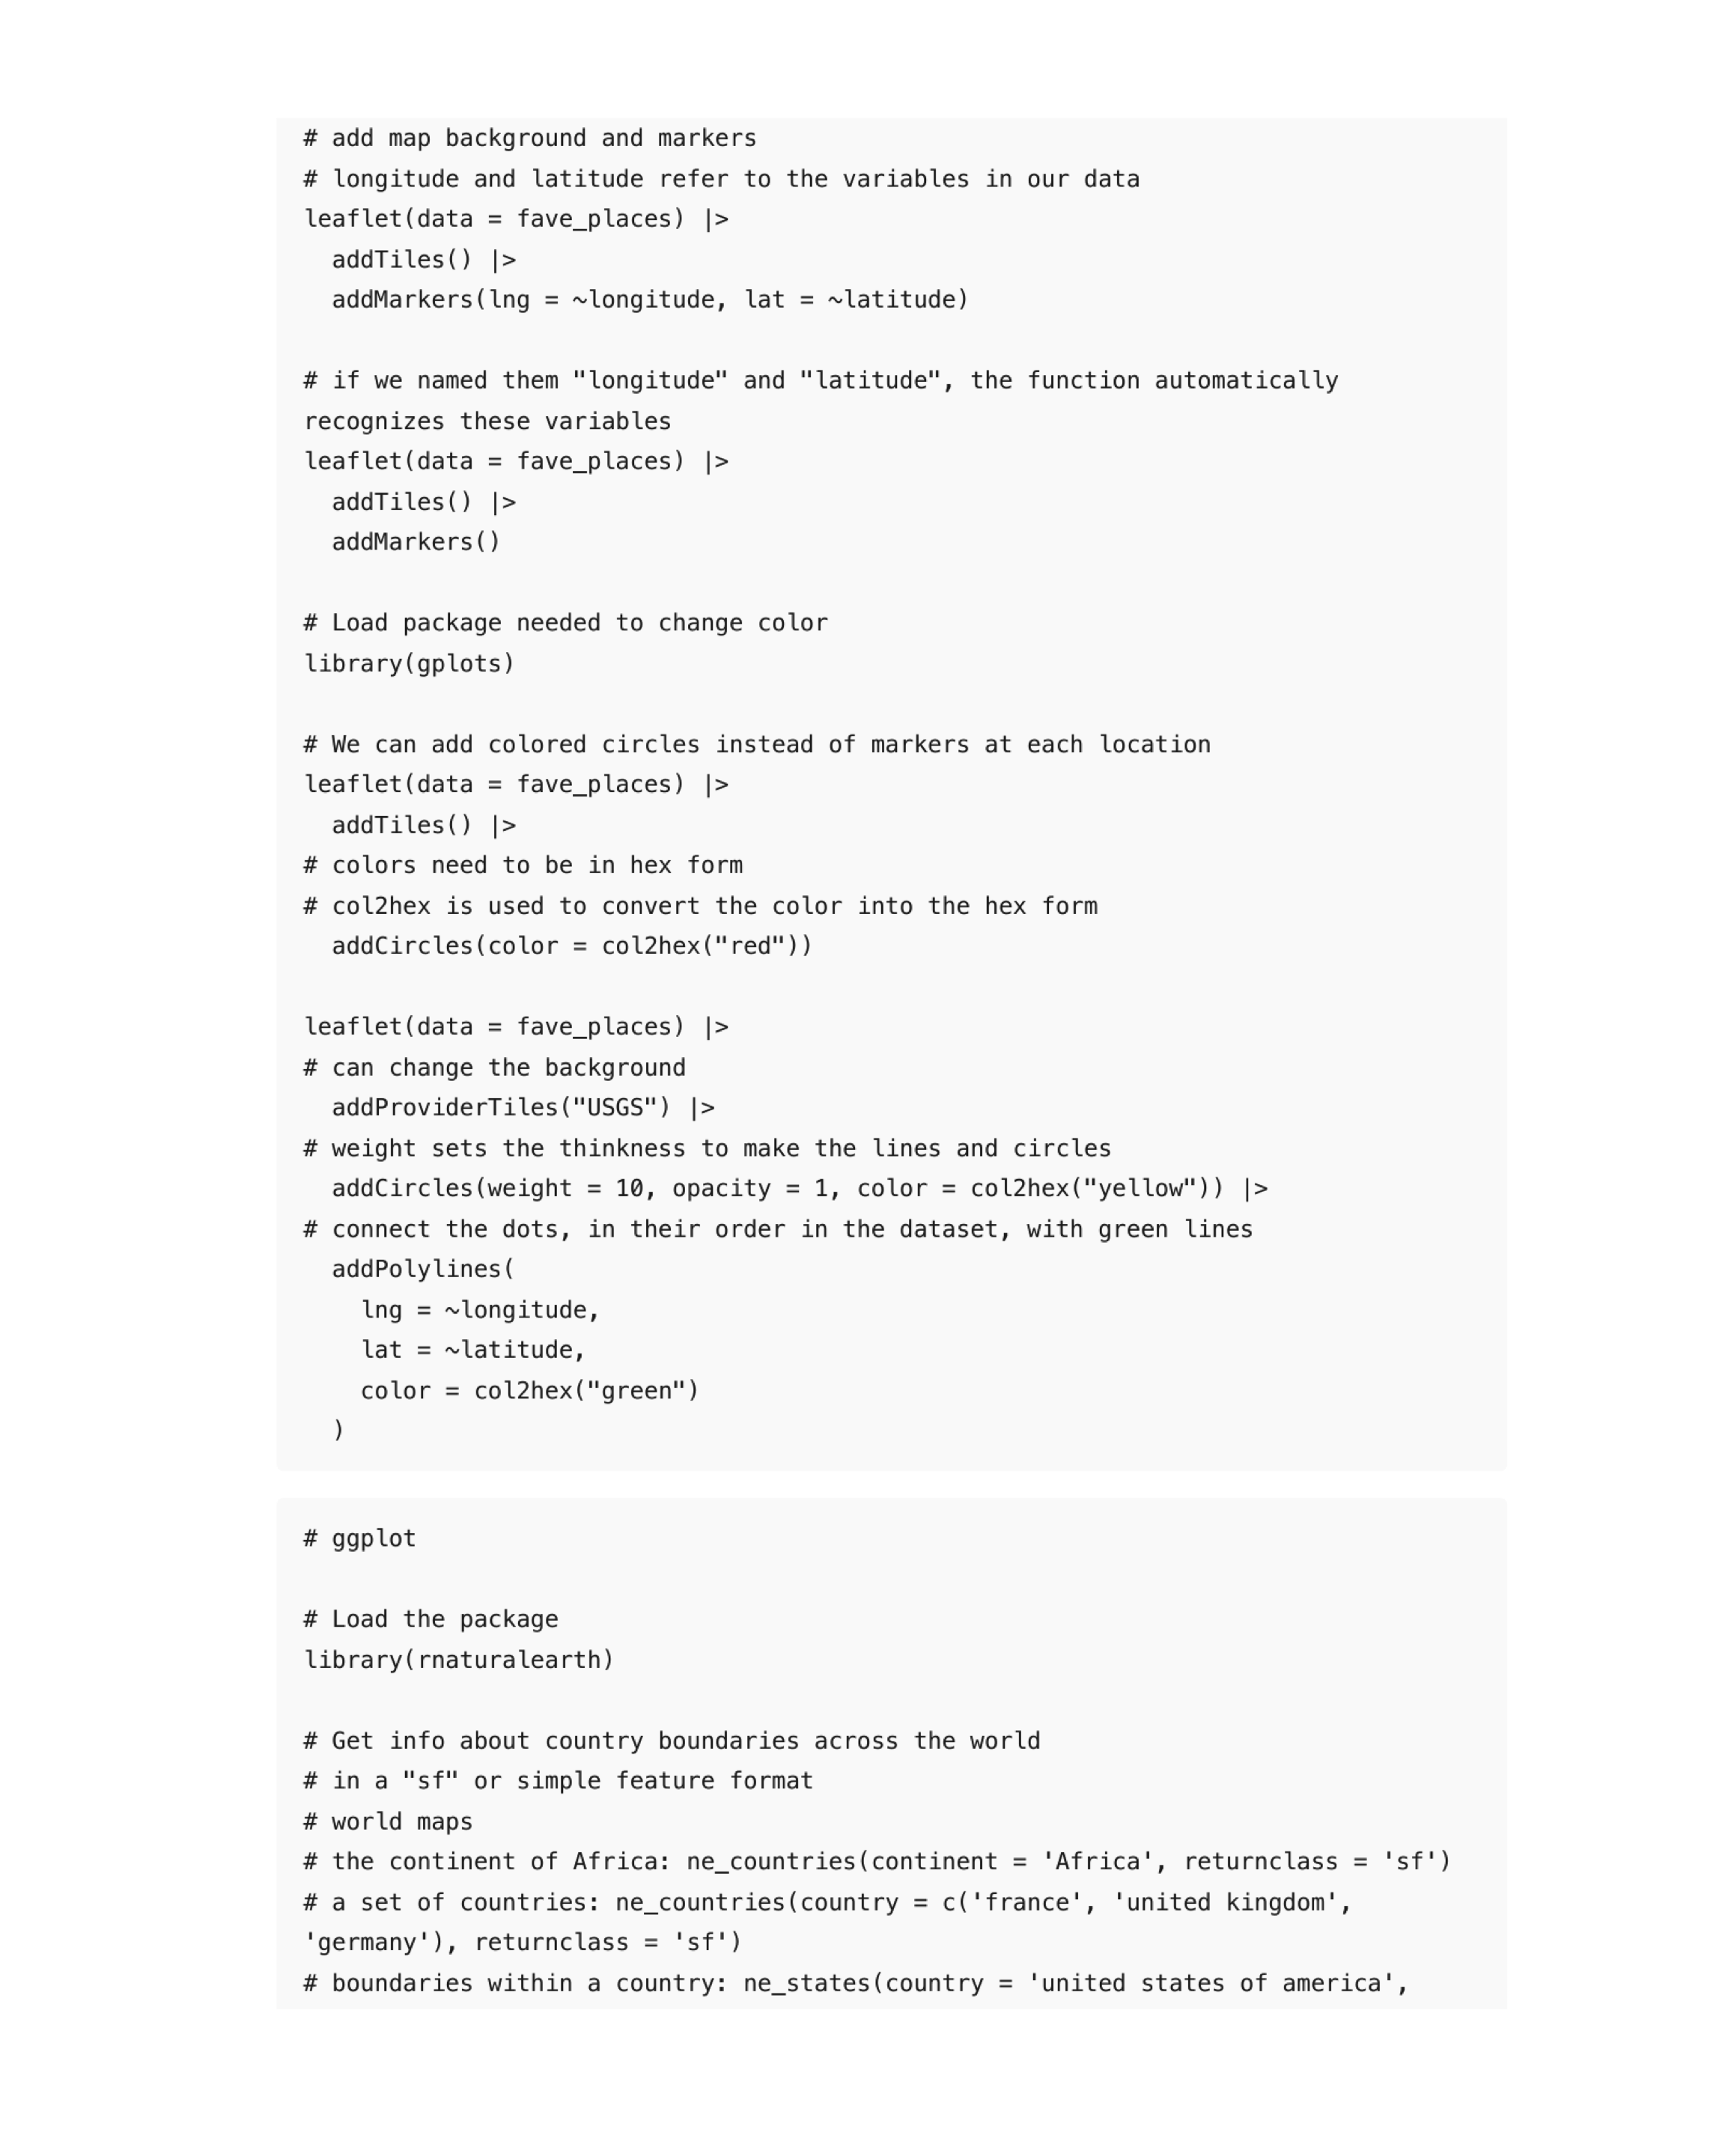 # add map background and markers
# longitude and latitude refer to the variables in our data
leaflet(data = fave_places) |>
  addTiles() |>
  addMarkers(lng = ~longitude, lat = ~latitude)

# if we named them "longitude" and "latitude", the function automatically
recognizes these variables
leaflet(data = fave_places) |>
  addTiles() |>
  addMarkers()

# Load package needed to change color
library(gplots)

# We can add colored circles instead of markers at each location
leaflet(data = fave_places) |>
  addTiles() |>
# colors need to be in hex form
# col2hex is used to convert the color into the hex form
  addCircles(color = col2hex("red"))

leaflet(data = fave_places) |>
# can change the background
  addProviderTiles("USGS") |>
# weight sets the thinkness to make the lines and circles
  addCircles(weight = 10, opacity = 1, color = col2hex("yellow")) |>
# connect the dots, in their order in the dataset, with green lines
  addPolylines(
    lng = ~longitude,
    lat = ~latitude,
    color = col2hex("green")
  )

# ggplot

# Load the package
library(rnaturalearth)

# Get info about country boundaries across the world
# in a "sf" or simple feature format
# world maps
# the continent of Africa: ne_countries(continent = 'Africa', returnclass = 'sf')
# a set of countries: ne_countries(country = c('france', 'united kingdom',
'germany'), returnclass = 'sf')
# boundaries within a country: ne_states(country = 'united states of america',